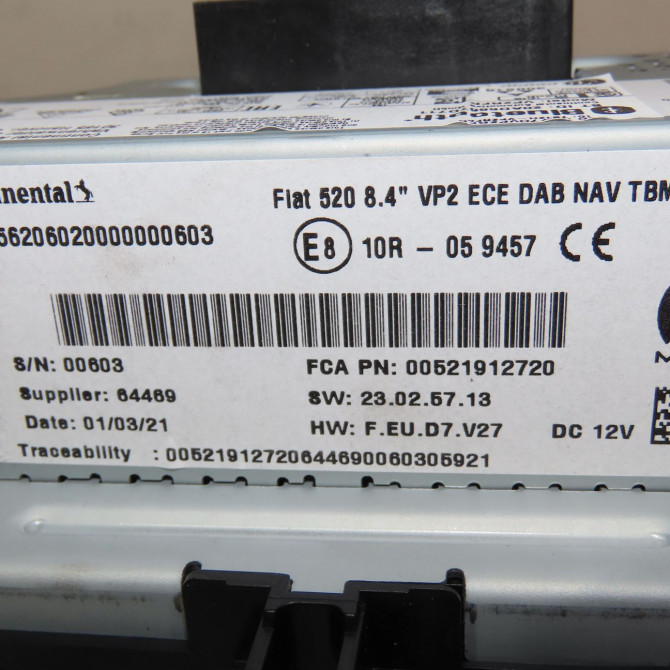 Bluetooth
Fiat 520 8.4" VP2 ECE DAB NAV TBM
56206020000000603
E8 10R - 05 9457 CE
S/N: 00603 FCA PN: 00521912720
Supplier: 64469 SW: 23.02.57.13
Date: 01/03/21 HW: F.EU.D7.V27 DC 12V
Traceability : 00521912720644690060305921